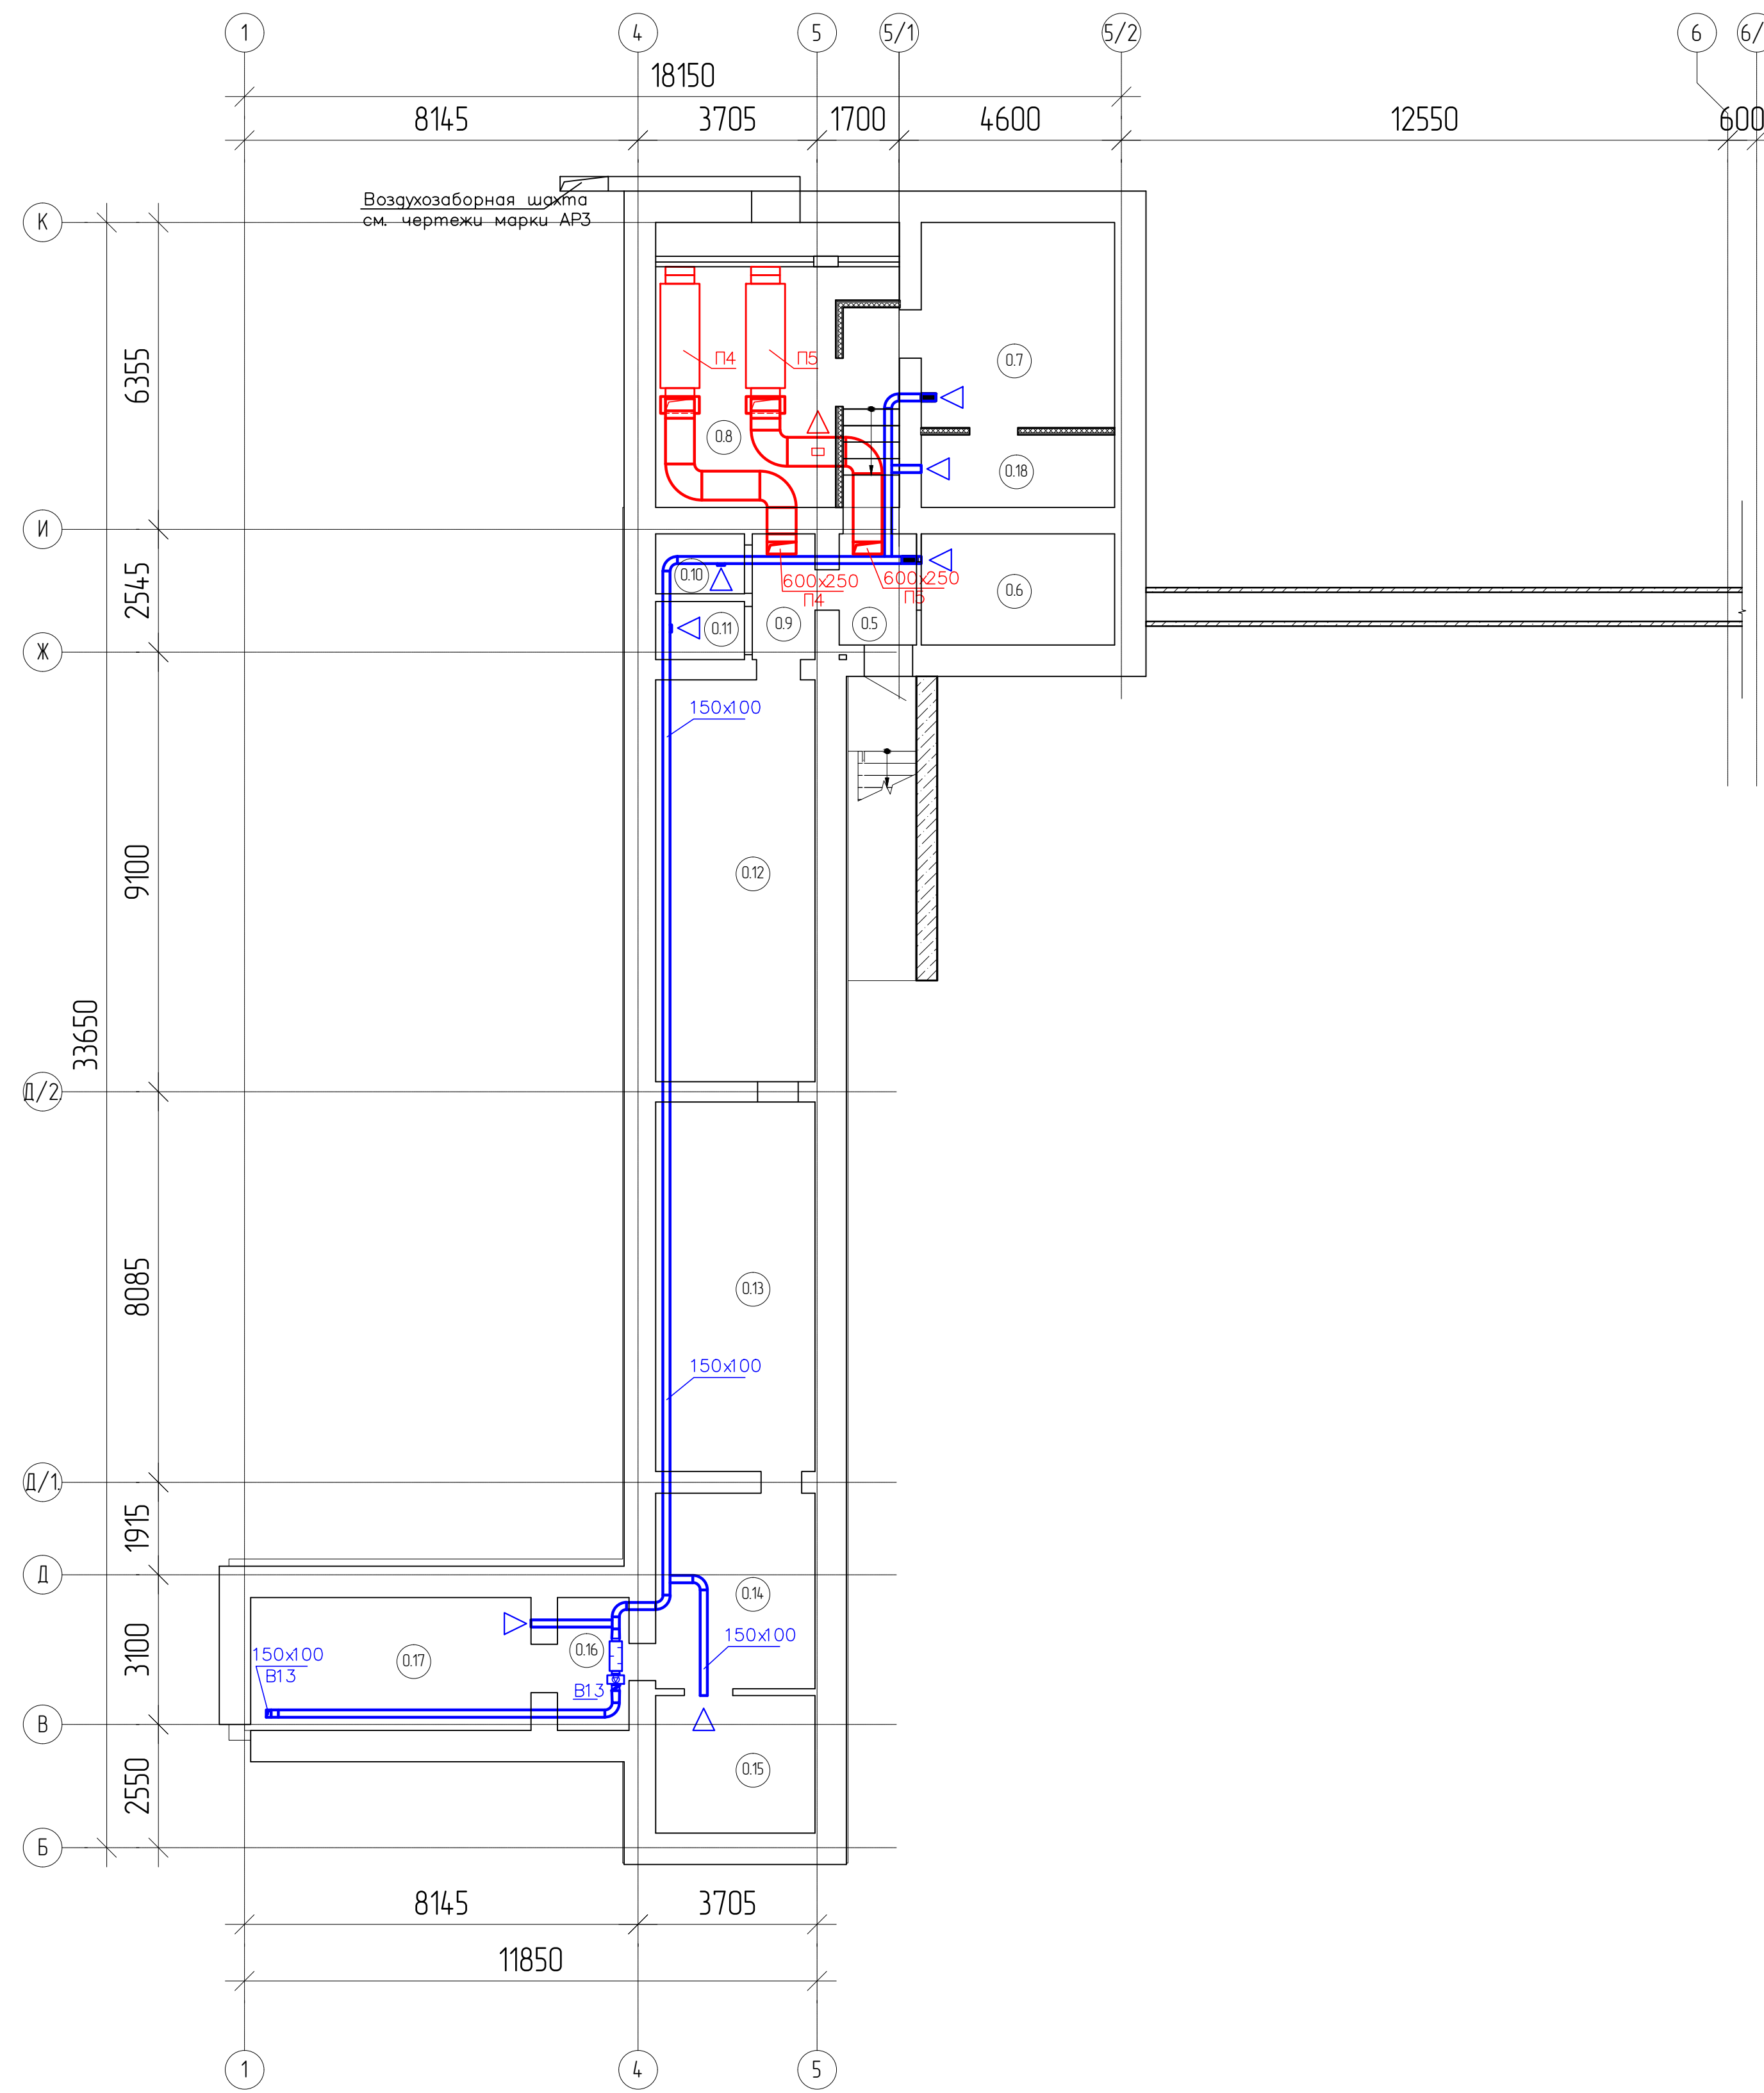 1
4
5
5/1
5/2
6
6/
18150
8145
3705
1700
4600
12550
600
Воздухозаборная шахта
см. чертежи марки АР3
К
6355
П4
П5
0.7
0.8
0.18
И
2545
0.10
600x250
П4
600x250
П5
0.6
0.11
0.9
0.5
Ж
150x100
9100
0.12
33650
Д/2.
8085
0.13
150x100
Д/1.
1915
Д
0.14
3100
150x100
0.16
0.17
150x100
В13
В13
В
2550
0.15
Б
8145
3705
11850
1
4
5